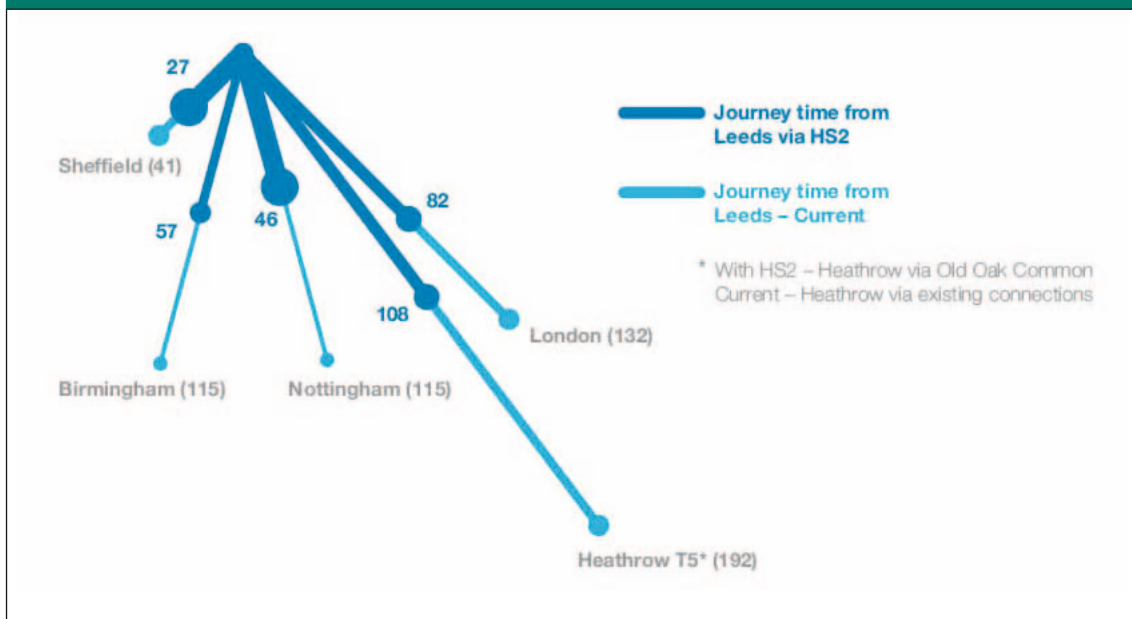 27
Sheffield (41)
57
46
82
108
Birmingham (115)
Nottingham (115)
London (132)
Heathrow T5* (192)
Journey time from
Leeds via HS2
Journey time from
Leeds – Current
* With HS2 – Heathrow via Old Oak Common
Current – Heathrow via existing connections